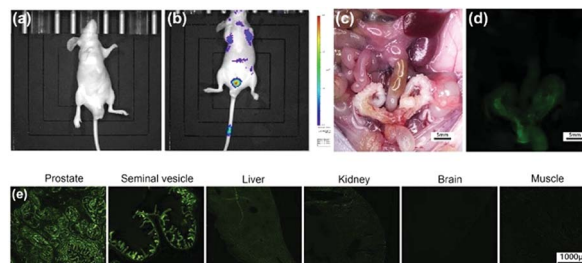 (a)
(b)
(c)
5mm
(d)
5mm
Prostate
Seminal vesicle
Liver
Kidney
Brain
Muscle
(e)
1000μ